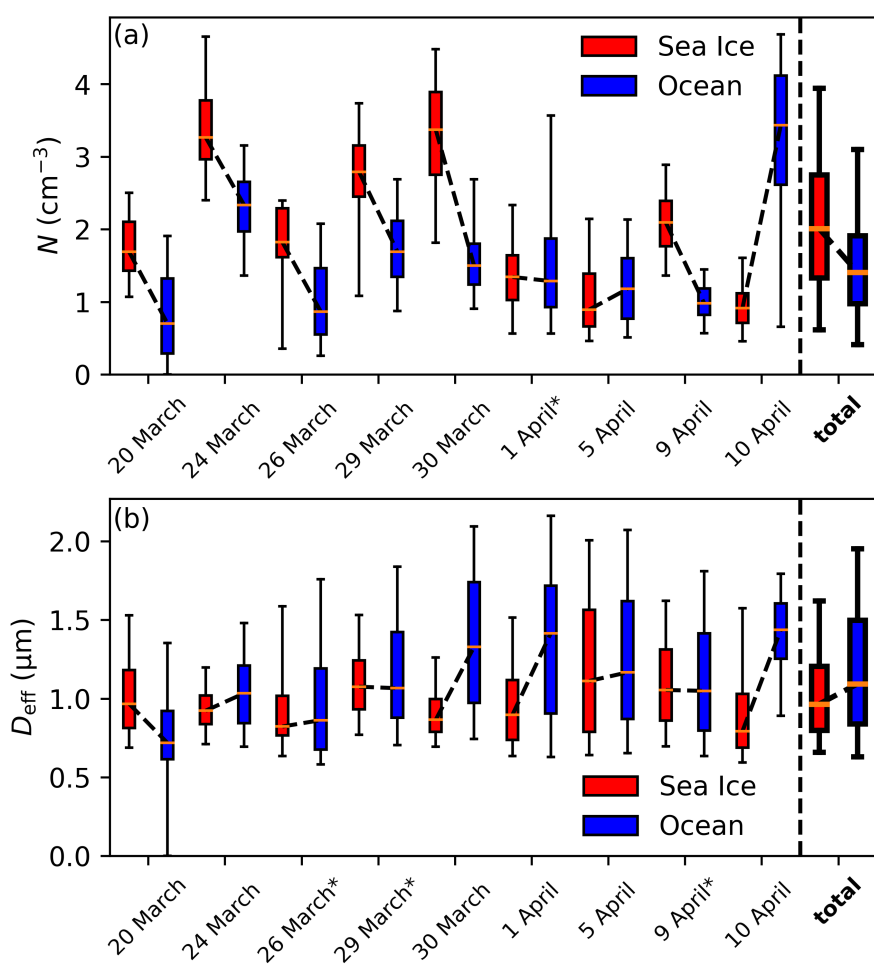 (a)
Sea Ice
Ocean
4
3
2
1
0
N (cm⁻³)
20 March
24 March
26 March
29 March
30 March
1 April*
5 April
9 April
10 April
total
(b)
2.0
1.5
1.0
0.5
0.0
D_eff (μm)
Sea Ice
Ocean
20 March
24 March
26 March*
29 March*
30 March
1 April
5 April
9 April*
10 April
total